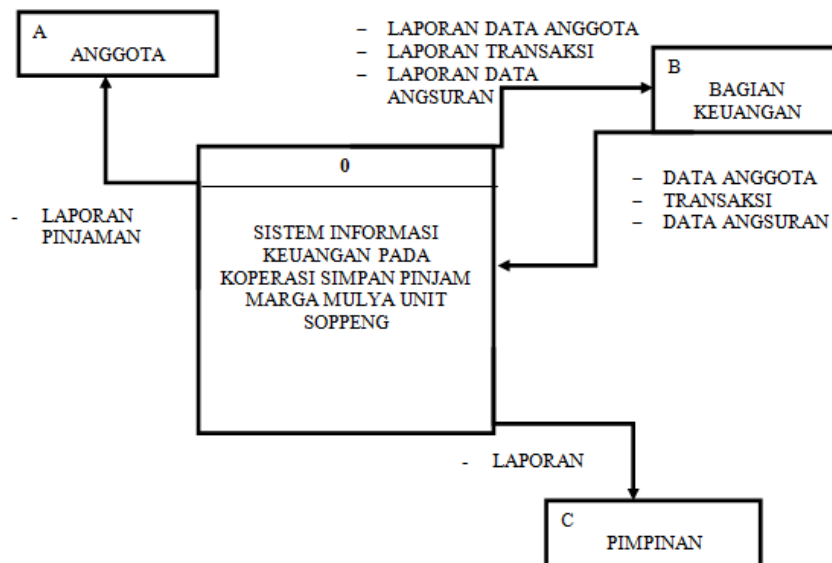 A
ANGGOTA
– LAPORAN DATA ANGGOTA
– LAPORAN TRANSAKSI
– LAPORAN DATA
ANGSURAN
B
BAGIAN
KEUANGAN
0
SISTEM INFORMASI
KEUANGAN PADA
KOPERASI SIMPAN PINJAM
MARGA MULYA UNIT
SOPPENG
- LAPORAN
PINJAMAN
– DATA ANGGOTA
– TRANSAKSI
– DATA ANGSURAN
- LAPORAN
C
PIMPINAN